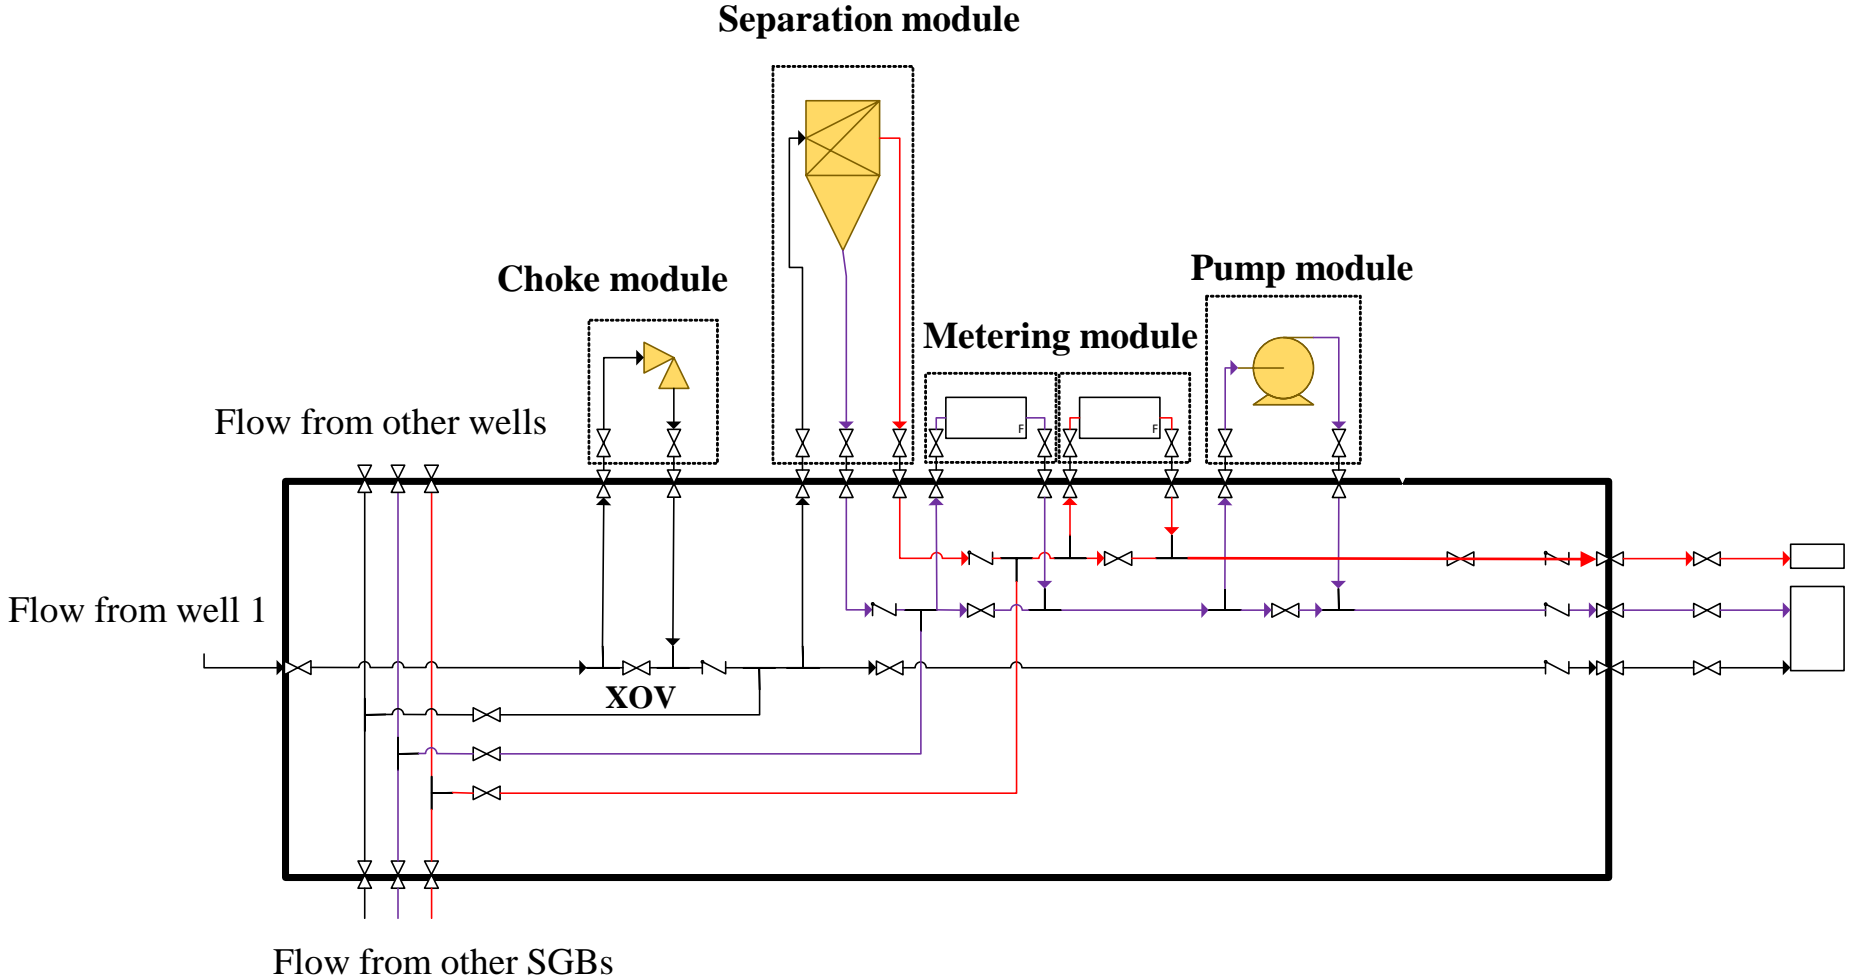 Separation module
Choke module
Pump module
Metering module
Flow from other wells
F
F
Flow from well 1
XOV
Flow from other SGBs